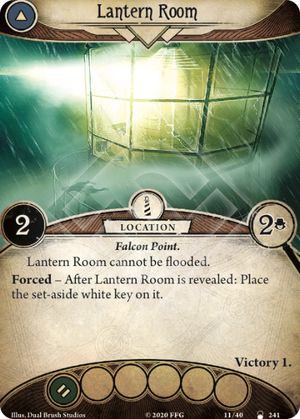 Lantern Room
2
LOCATION
2
Falcon Point.
Lantern Room cannot be flooded.
Forced – After Lantern Room is revealed: Place
the set-aside white key on it.
Victory 1.
Illus. Dual Brush Studios
© 2020 FFG
11/40
241